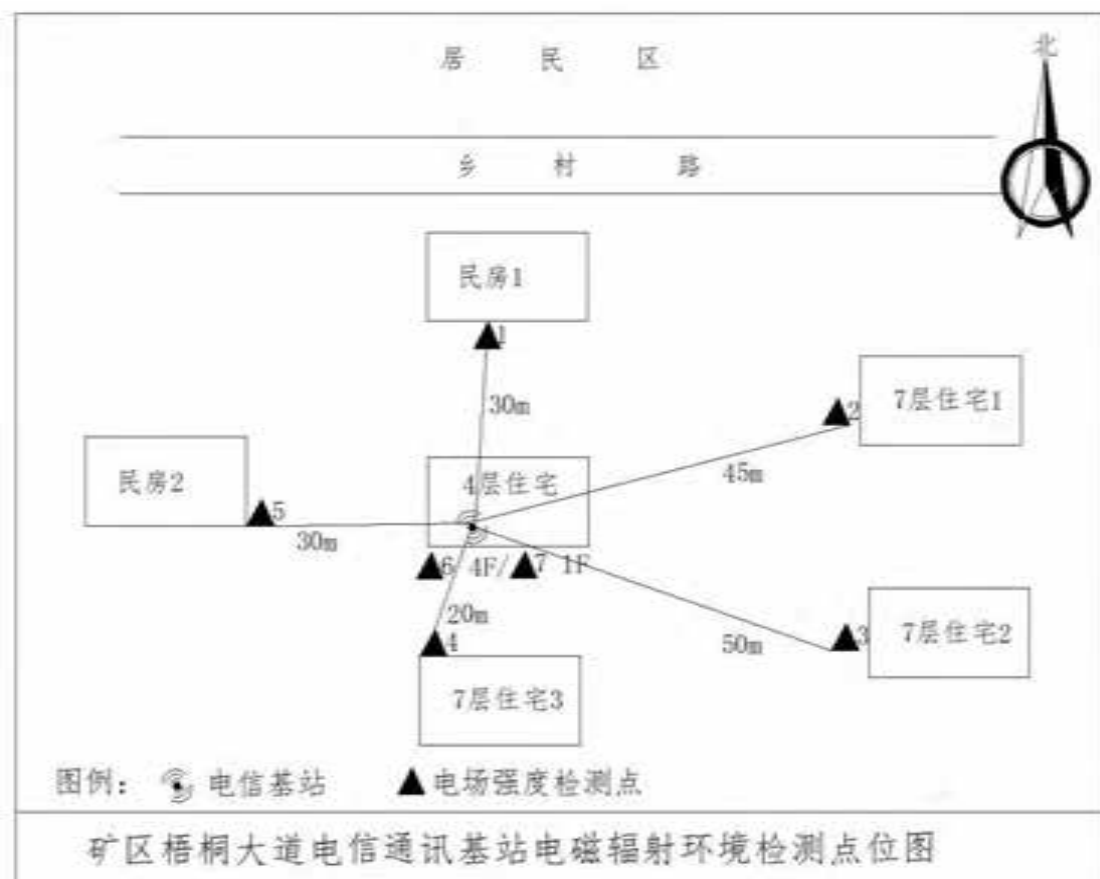 居 民 区
北
乡 村 路
民房1
1
30m
7层住宅1
2
45m
民房2
5
30m
4层住宅
6 4F/ 7 1F
20m
4
50m
3
7层住宅2
7层住宅3
图例： 电信基站 电场强度检测点
矿区梧桐大道电信通讯基站电磁辐射环境检测点位图